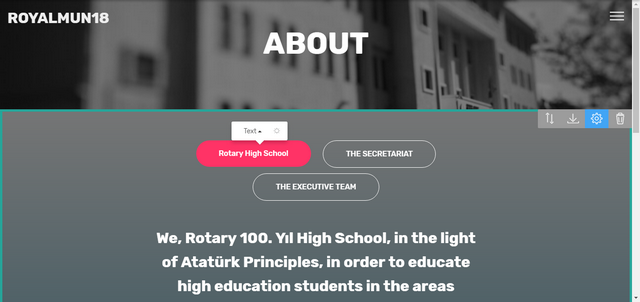 ROYALMUN18
ABOUT
Text
Rotary High School
THE SECRETARIAT
THE EXECUTIVE TEAM
We, Rotary 100. Yıl High School, in the light
of Atatürk Principles, in order to educate
high education students in the areas